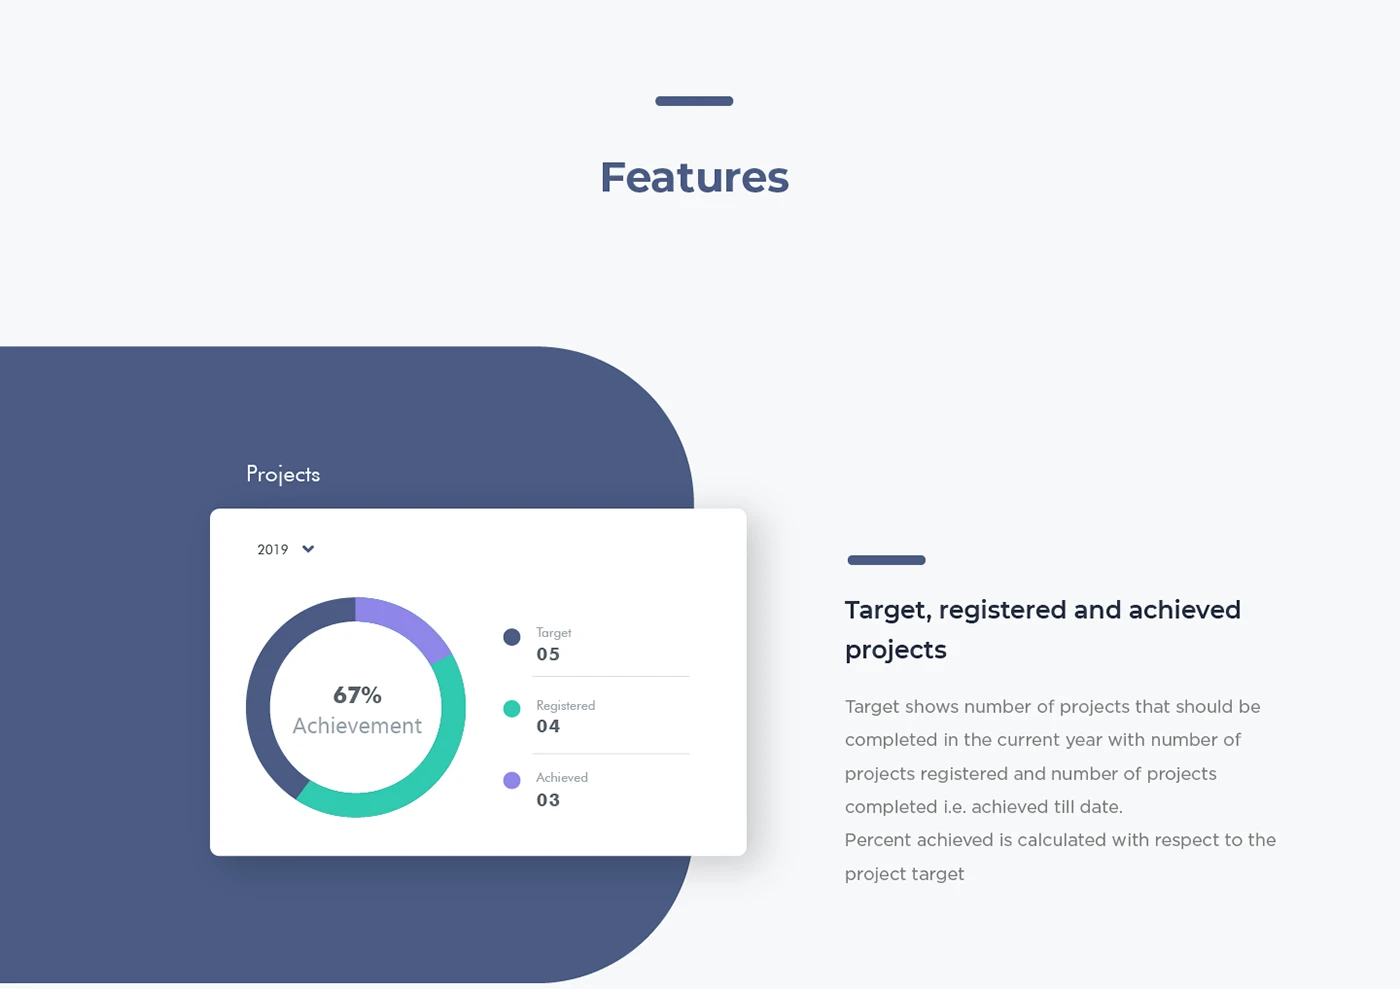 Features
Projects
2019
67%
Achievement
Target
05
Registered
04
Achieved
03
Target, registered and achieved
projects
Target shows number of projects that should be
completed in the current year with number of
projects registered and number of projects
completed i.e. achieved till date.
Percent achieved is calculated with respect to the
project target